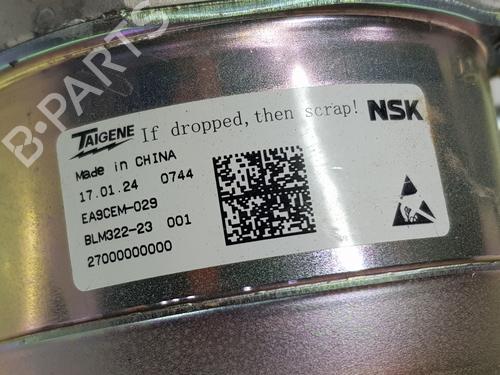 B-PARTS
TAIGENE If dropped, then scrap! NSK
Made in CHINA
17.01.24 0744
EA9CEM-029
BLM322-23 001
27000000000